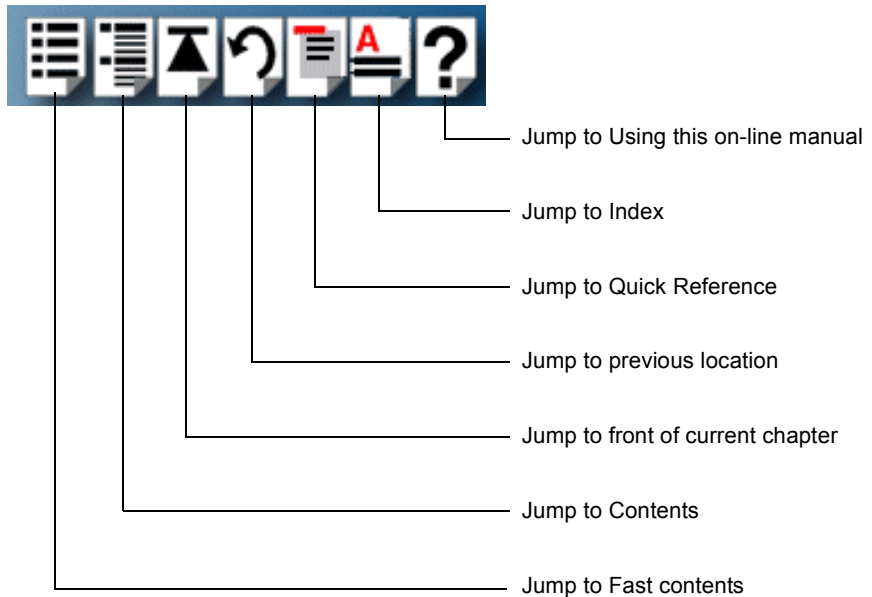 A
?
Jump to Using this on-line manual
Jump to Index
Jump to Quick Reference
Jump to previous location
Jump to front of current chapter
Jump to Contents
Jump to Fast contents